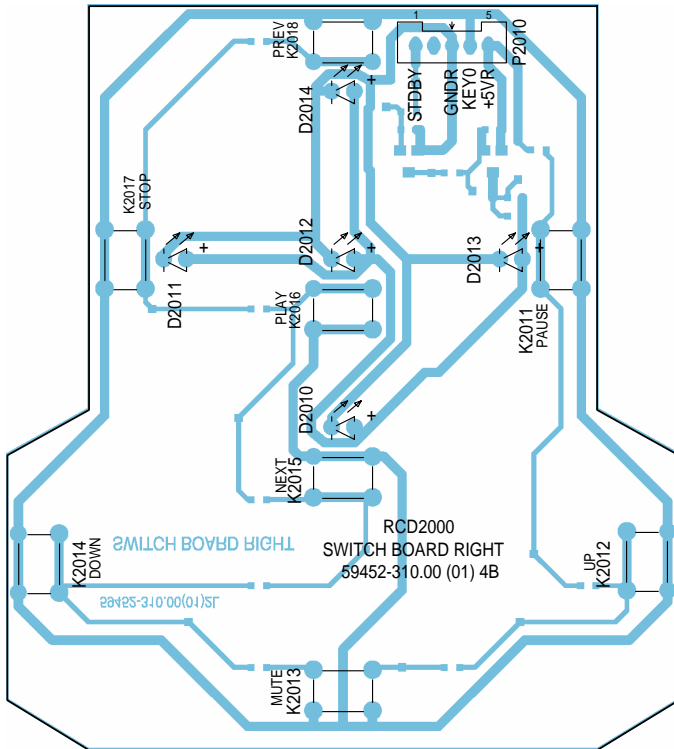 PREV
K2018
1
5
P2010
STDBY
GNDR
KEY0
+5VR
D2014
+
K2017
STOP
D2012
+
D2011
+
D2013
+
PLAY
K2016
K2011
PAUSE
D2010
+
NEXT
K2015
RCD2000
SWITCH BOARD RIGHT
59452-310.00 (01) 4B
SWITCH BOARD RIGHT
59452-310.00(01)2L
K2014
DOWN
UP
K2012
MUTE
K2013